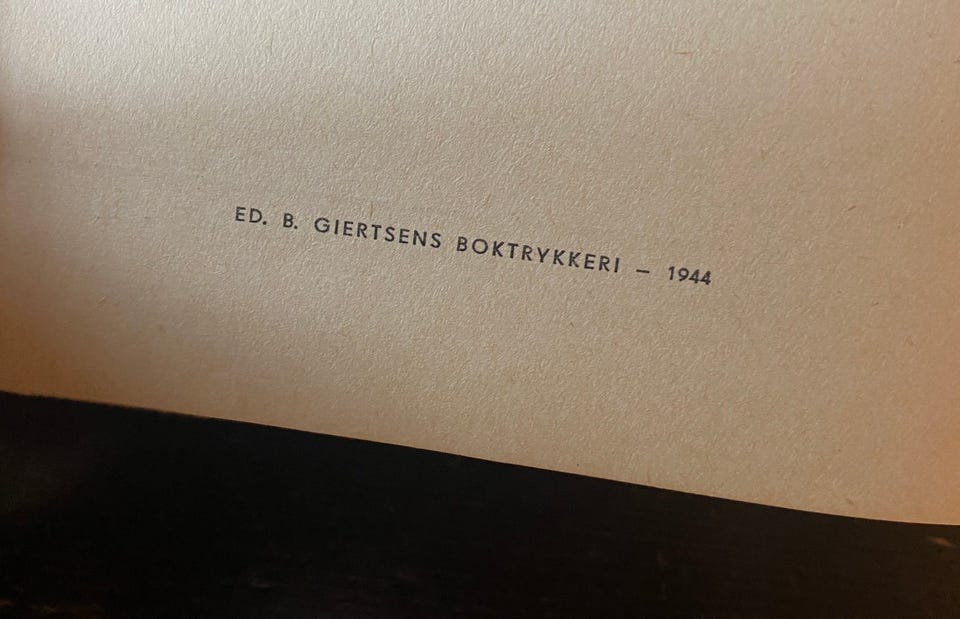 ED. B. GIERTSENS BOKTRYKKERI – 1944